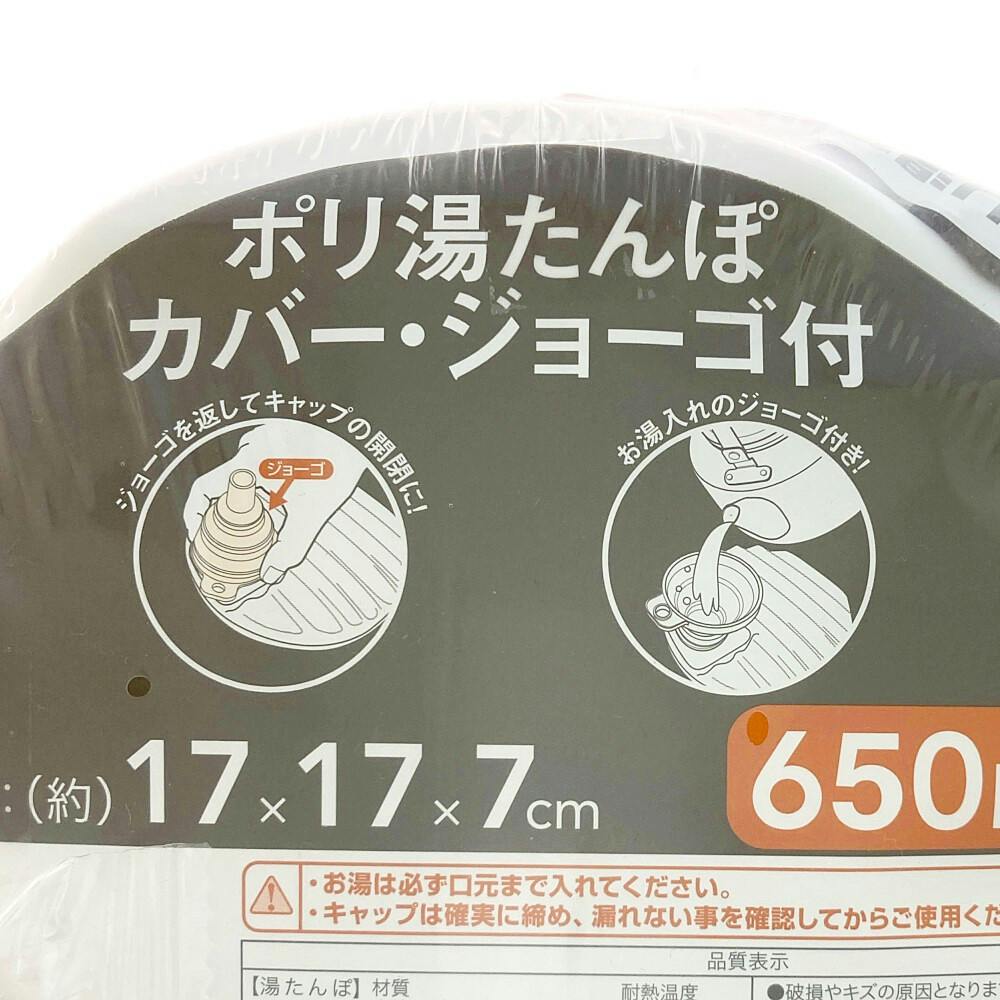 ポリ湯たんぽ
カバー・ジョーゴ付
ジョーゴを返してキャップの開閉に!
ジョーゴ
お湯入れのジョーゴ付き!
:(約)17×17×7cm
650
・お湯は必ず口元まで入れてください。
・キャップは確実に締め、漏れない事を確認してからご使用くだ
品質表示
【湯たんぽ】材質
耐熱温度
●破損やキズの原因となりま